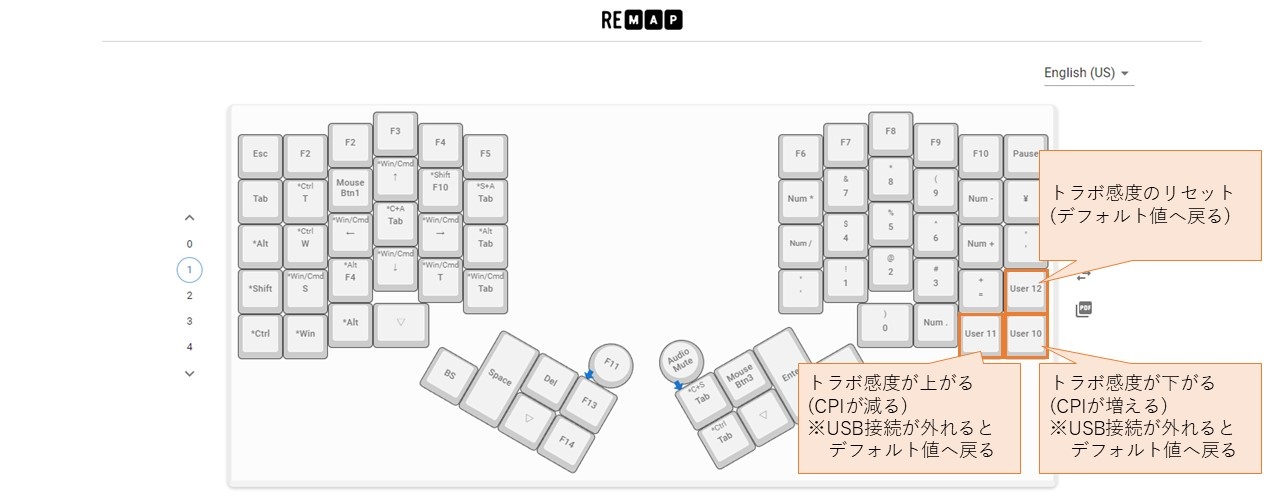 REMAP
English (US)
F3
F8
F2
F4
F7
F9
Esc
F2
F5
F6
F10
Pause
*Win/Cmd
↑
*Shift
F10
*
8
Tab
*Ctrl
T
Mouse
Btn1
*S+A
Tab
Num *
&
7
(
9
Num -
¥
トラボ感度のリセット
(デフォルト値へ戻る)
0
1
2
3
4
*C+A
Tab
%
5
*Alt
*Ctrl
W
*Win/Cmd
←
*Win/Cmd
→
*Alt
Tab
Num /
$
4
^
6
Num +
*Win/Cmd
↓
@
2
*Shift
*Win/Cmd
S
*Alt
F4
*Win/Cmd
T
*Win/Cmd
Tab
!
1
#
3
+
=
User 12
PDF
*Ctrl
*Win
*Alt
▽
)
0
Num .
User 11
User 10
BS
Space
Del
F11
F13
▽
F14
Audio
Mute
*C+S
Tab
Mouse
Btn3
Ente
*Ctrl
Tab
◁
トラボ感度が上がる
(CPIが減る)
※USB接続が外れると
デフォルト値へ戻る
トラボ感度が下がる
(CPIが増える)
※USB接続が外れると
デフォルト値へ戻る